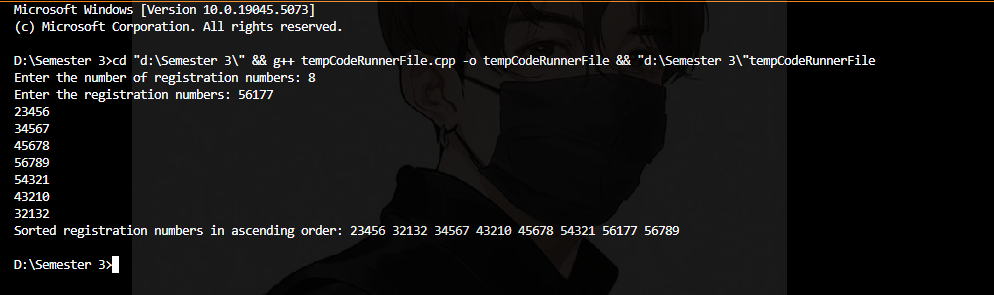 Microsoft Windows [Version 10.0.19045.5073]
(c) Microsoft Corporation. All rights reserved.
D:\Semester 3>cd "d:\Semester 3\" && g++ tempCodeRunnerFile.cpp -o tempCodeRunnerFile && "d:\Semester 3\"tempCodeRunnerFile
Enter the number of registration numbers: 8
Enter the registration numbers: 56177
23456
34567
45678
56789
54321
43210
32132
Sorted registration numbers in ascending order: 23456 32132 34567 43210 45678 54321 56177 56789
D:\Semester 3>